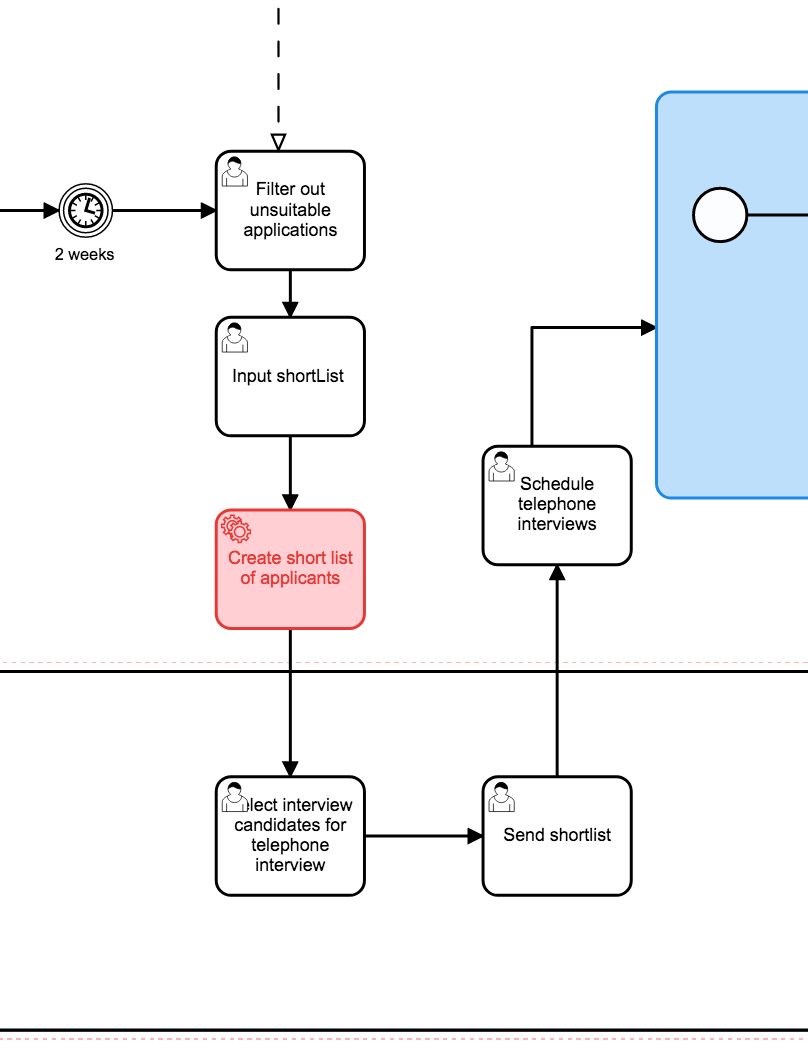 Filter out
unsuitable
applications
2 weeks
Input shortList
Create short list
of applicants
Schedule
telephone
interviews
interview
candidates for
telephone
interview
Send shortlist